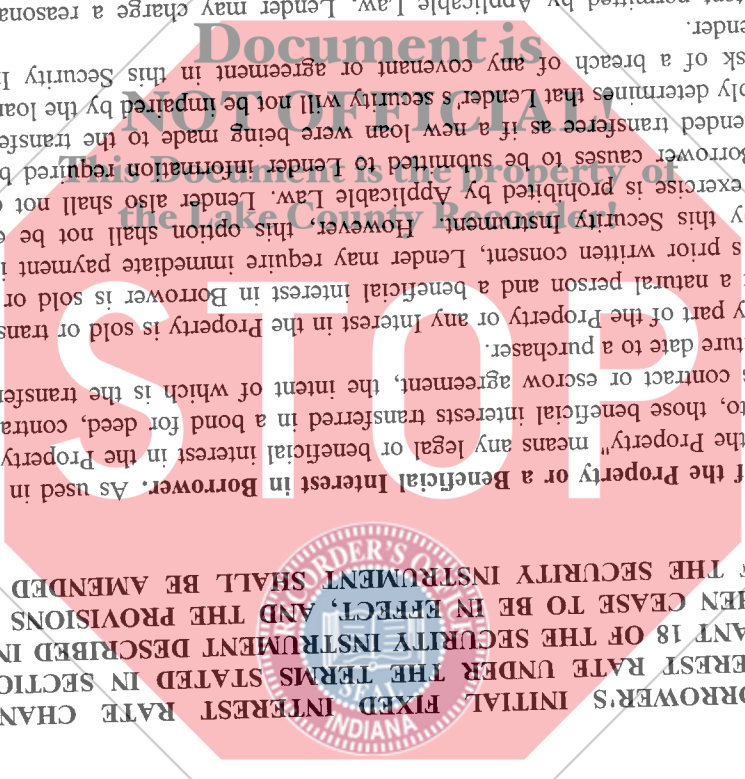 ORROWER'S INITIAL FIXED INTEREST RATE CHAN
EREST RATE UNDER THE TERMS STATED IN SECTIO
ANT 18 OF THE SECURITY INSTRUMENT DESCRIBED IN
HEN CEASE TO BE IN EFFECT, AND THE PROVISIONS
THE SECURITY INSTRUMENT SHALL BE AMENDED
f the Property or a Beneficial Interest in Borrower. As used in
the Property" means any legal or beneficial interest in the Property
to, those beneficial interests transferred in a bond for deed, contra
s contract or escrow agreement, the intent of which is the transfer
ture date to a purchaser.
y part of the Property or any Interest in the Property is sold or trans
a natural person and a beneficial interest in Borrower is sold or
s prior written consent, Lender may require immediate payment i
y this Security Instrument. However, this option shall not be e
exercise is prohibited by Applicable Law. Lender also shall not
Borrower causes to be submitted to Lender information required b
ended transferee as if a new loan were being made to the transfe
bly determines that Lender's security will not be impaired by the loan
sk of a breach of any covenant or agreement in this Security I
ender.
tent permitted by Applicable Law, Lender may charge a reasona
Document is
NOT OFFICIAL!
This Document is the property of
the Lake County Recorder!
STOP
RECORDER'S OFFICE
SEAL
INDIANA